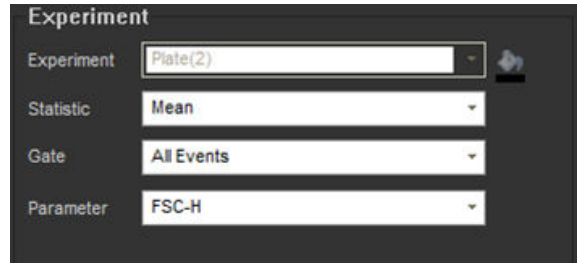 Experiment
Experiment Plate(2)
Statistic Mean
Gate All Events
Parameter FSC-H